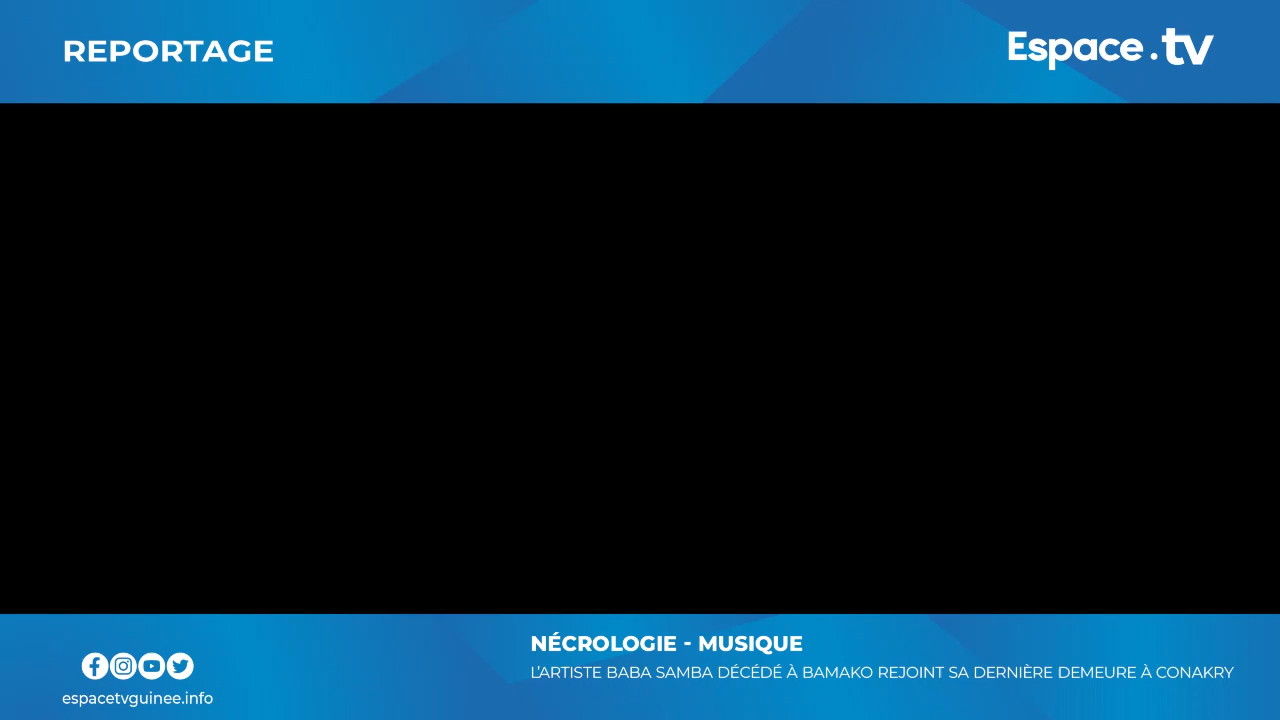 REPORTAGE
Espace.tv
NÉCROLOGIE - MUSIQUE
L'ARTISTE BABA SAMBA DÉCÉDÉ À BAMAKO REJOINT SA DERNIÈRE DEMEURE À CONAKRY
espacetvguinee.info